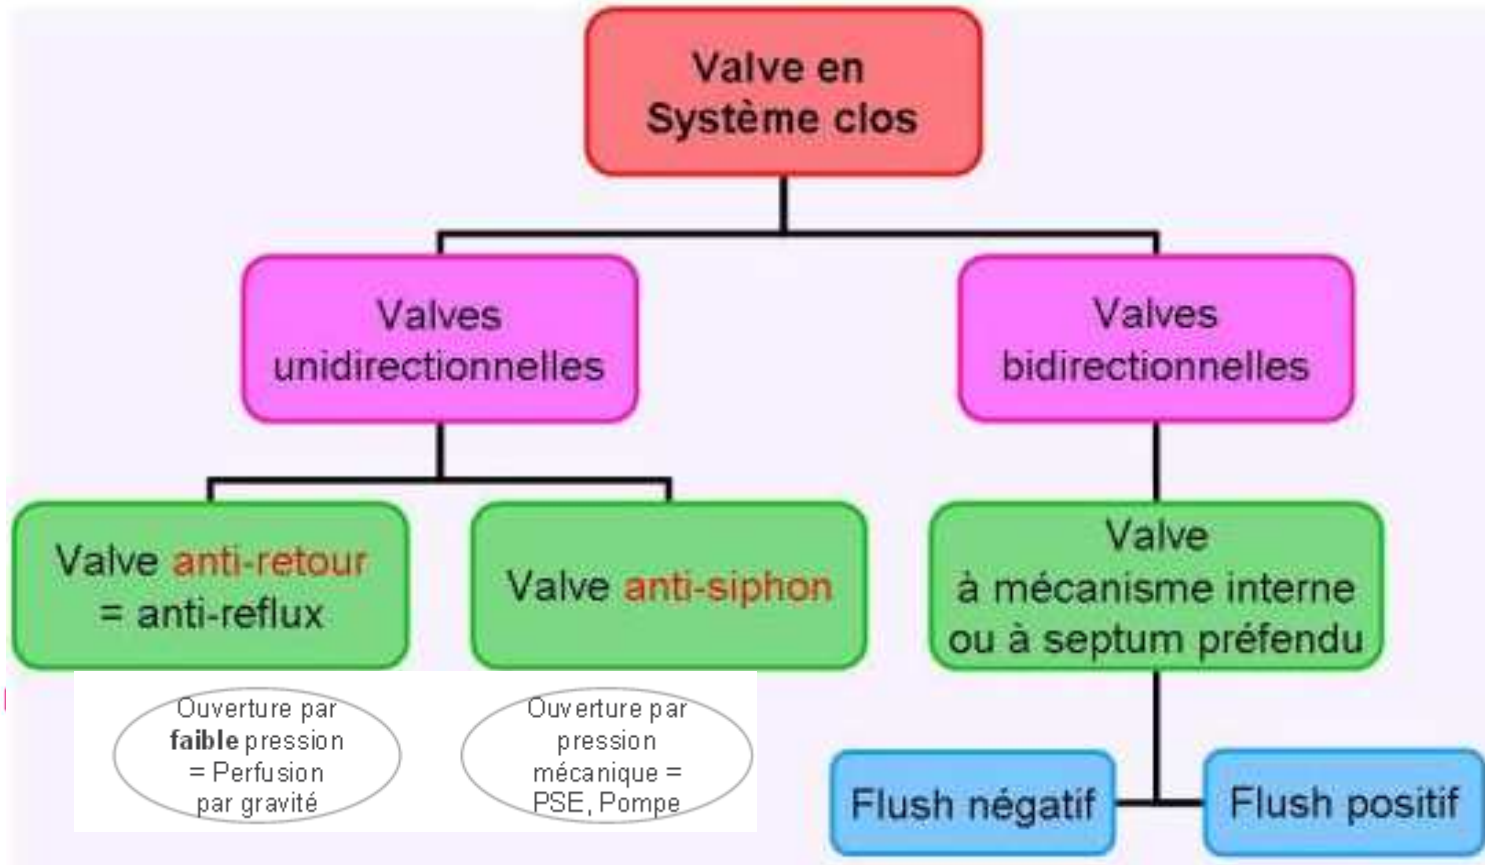 Valve en
Système clos
Valves
unidirectionnelles
Valves
bidirectionnelles
Valve anti-retour
= anti-reflux
Valve anti-siphon
Valve
à mécanisme interne
ou à septum préfendu
Ouverture par
faible pression
= Perfusion
par gravité
Ouverture par
pression
mécanique =
PSE, Pompe
Flush négatif
Flush positif